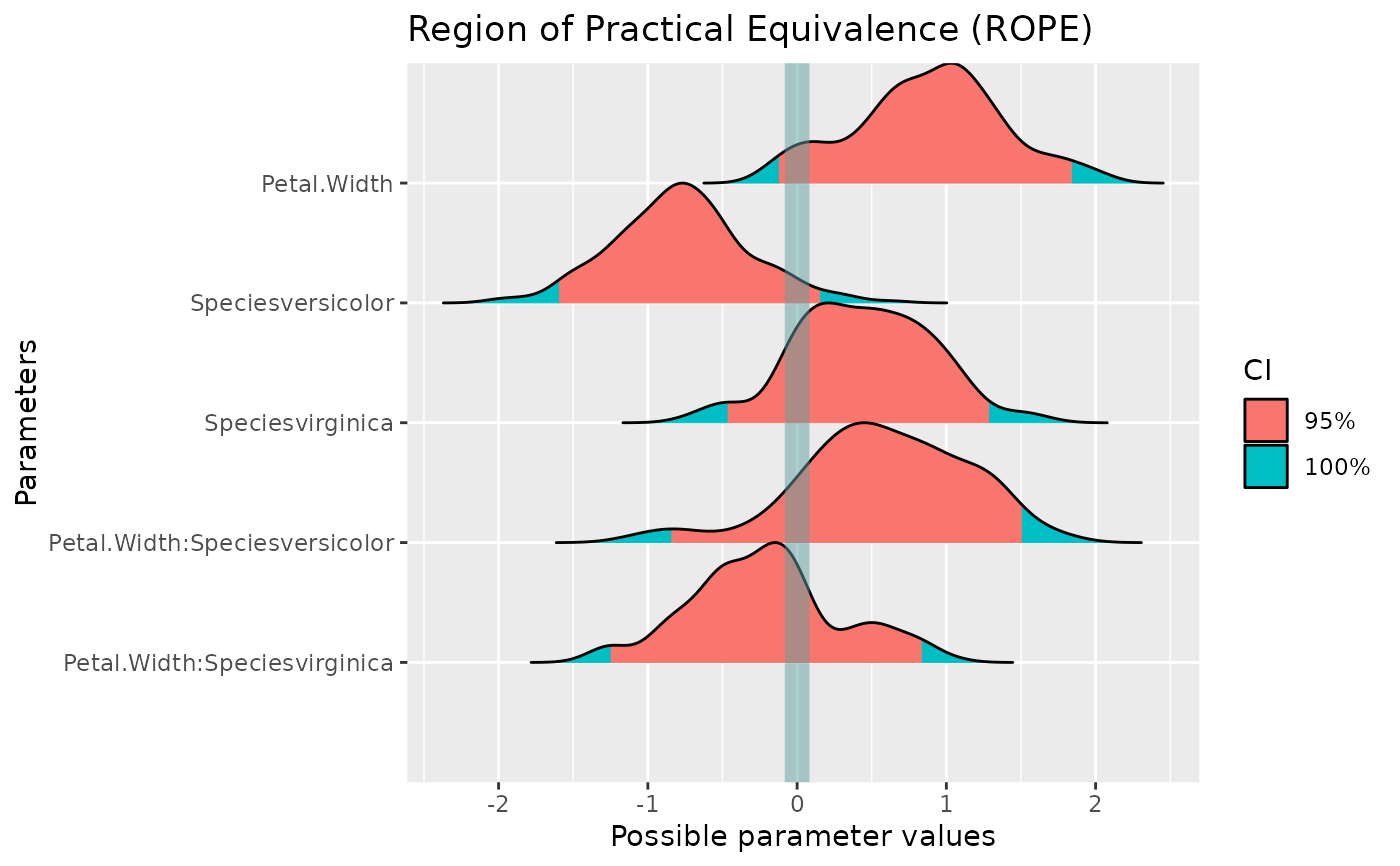 Region of Practical Equivalence (ROPE)
Petal.Width
Speciesversicolor
Speciesvirginica
Petal.Width:Speciesversicolor
Petal.Width:Speciesvirginica
Parameters
-2 -1 0 1 2
Possible parameter values
CI
95%
100%